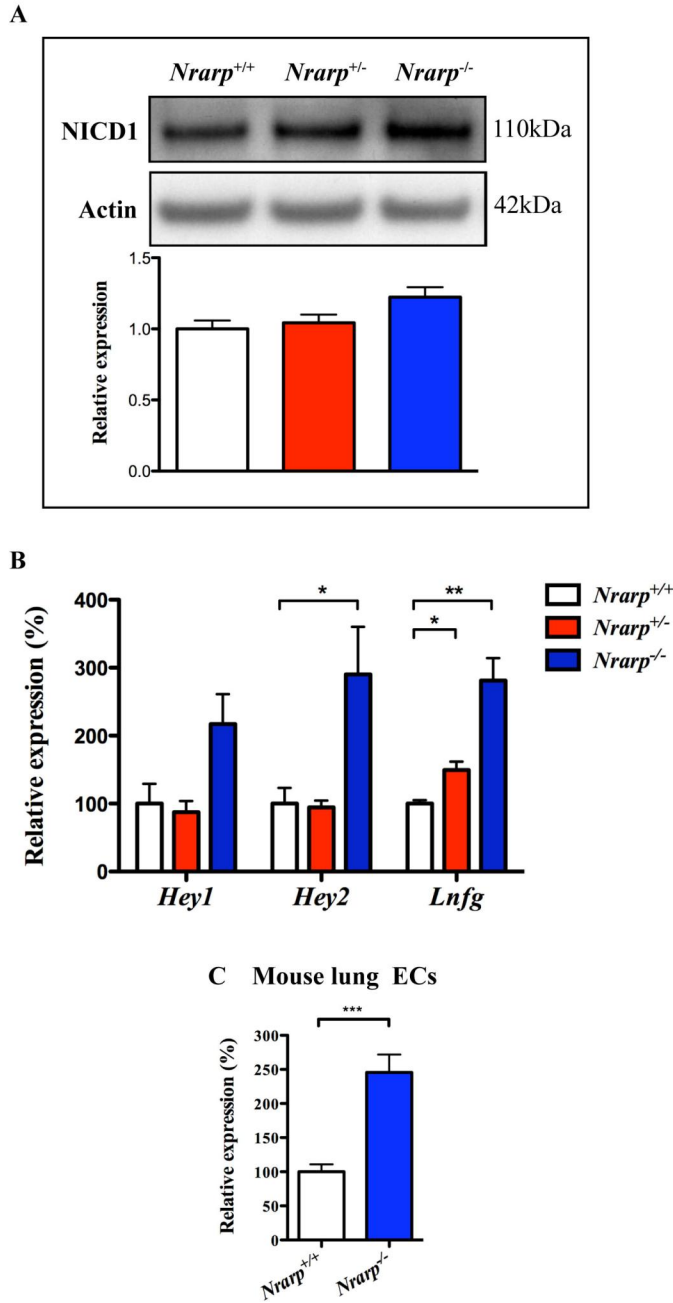 A
Nrarp+/+ Nrarp+/- Nrarp-/-
NICD1 110kDa
Actin 42kDa
Relative expression
1.5
1.0
0.5
0.0
B
Relative expression (%)
400
300
200
100
0
* * **
Nrarp+/+
Nrarp+/-
Nrarp-/-
Hey1 Hey2 Lnfg
C Mouse lung ECs
***
Relative expression (%)
300
250
200
150
100
50
0
Nrarp+/+ Nrarp-/-